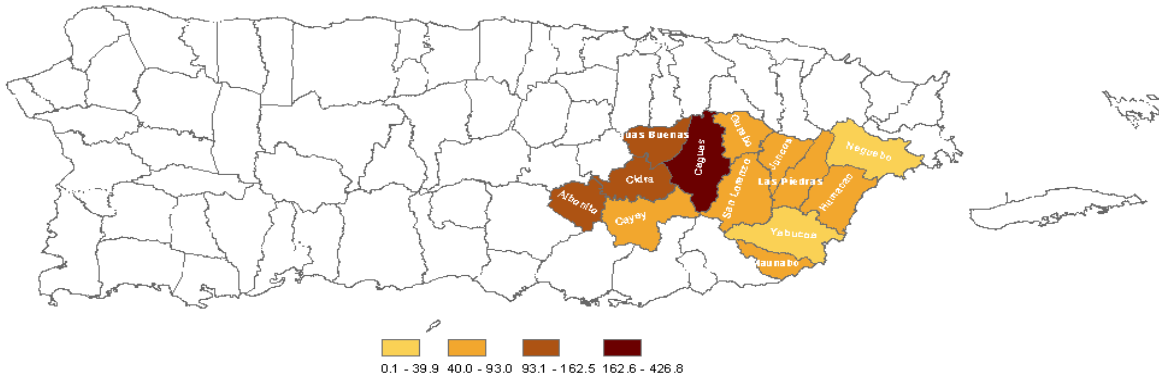 guas Buenas
Caguas
Gurabo
Juncos
Naguabo
Cidra
San Lorenzo
Las Piedras
Humacao
Aibonito
Cayey
Yabucoa
Maunabo
0.1 - 39.9
40.0 - 93.0
93.1 - 162.5
162.6 - 426.8